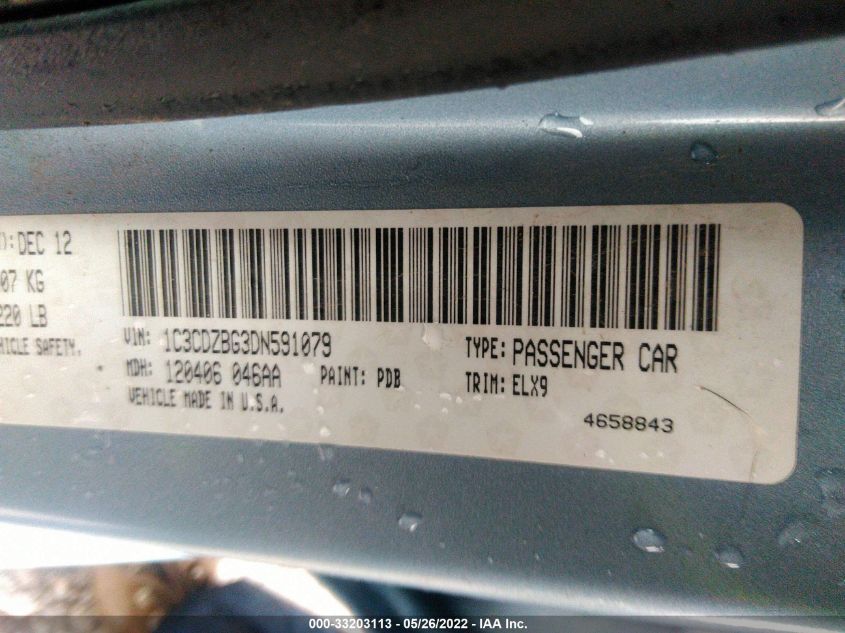 ): DEC 12
07 KG
220 LB
HICLE SAFETY.
VIN: 1C3CDZBG3DN591079
TYPE: PASSENGER CAR
MDH: 120406 046AA
PAINT: PDB
TRIM: ELX9
VEHICLE MADE IN U.S.A.
4658843
000-33203113 - 05/26/2022 - IAA Inc.